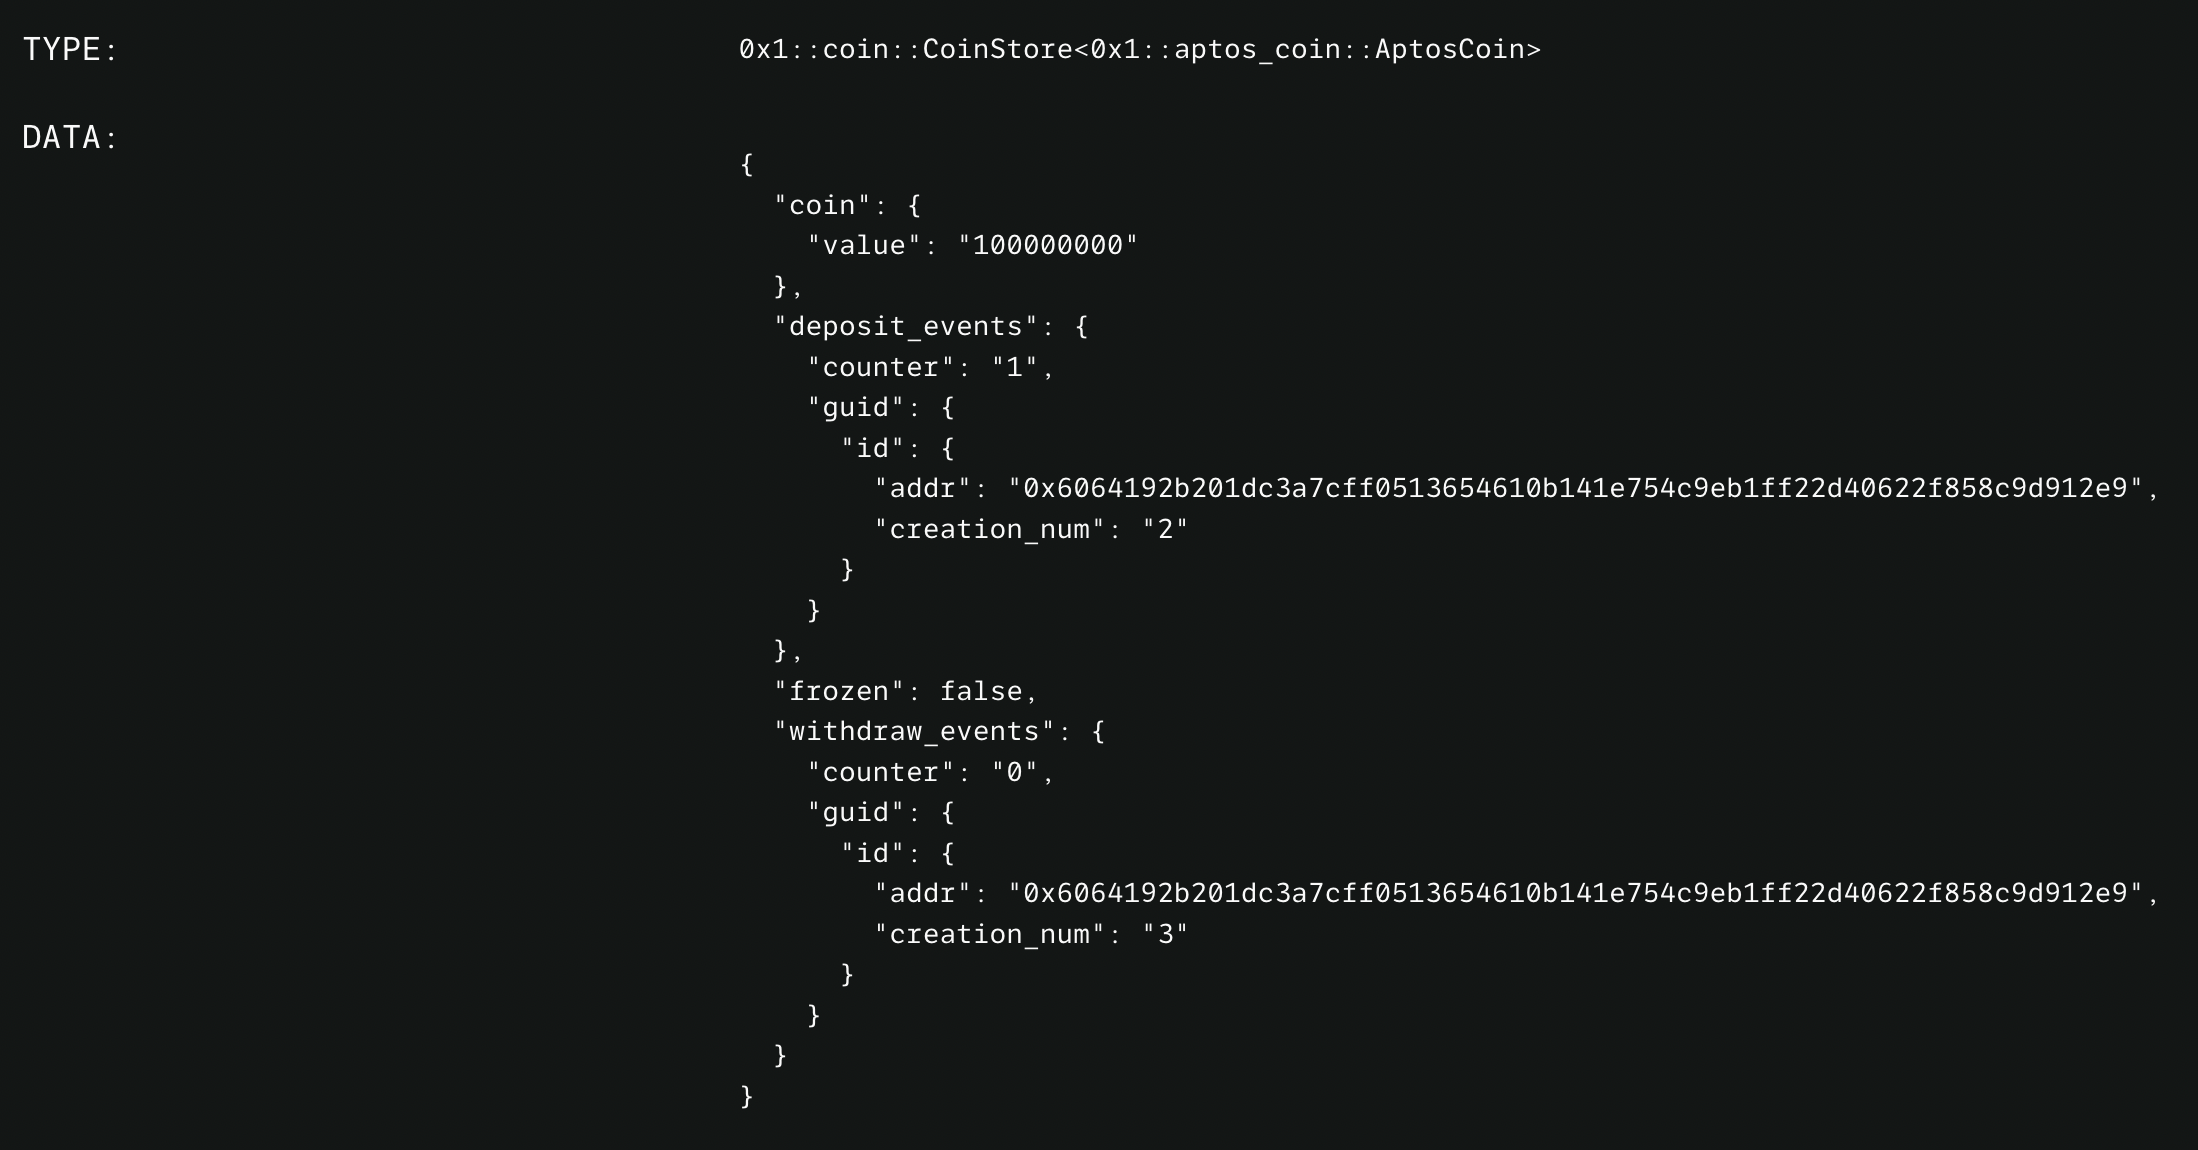 TYPE: 0x1::coin::CoinStore<0x1::aptos_coin::AptosCoin>
DATA:
{
  "coin": {
    "value": "100000000"
  },
  "deposit_events": {
    "counter": "1",
    "guid": {
      "id": {
        "addr": "0x6064192b201dc3a7cff0513654610b141e754c9eb1ff22d40622f858c9d912e9",
        "creation_num": "2"
      }
    }
  },
  "frozen": false,
  "withdraw_events": {
    "counter": "0",
    "guid": {
      "id": {
        "addr": "0x6064192b201dc3a7cff0513654610b141e754c9eb1ff22d40622f858c9d912e9",
        "creation_num": "3"
      }
    }
  }
}